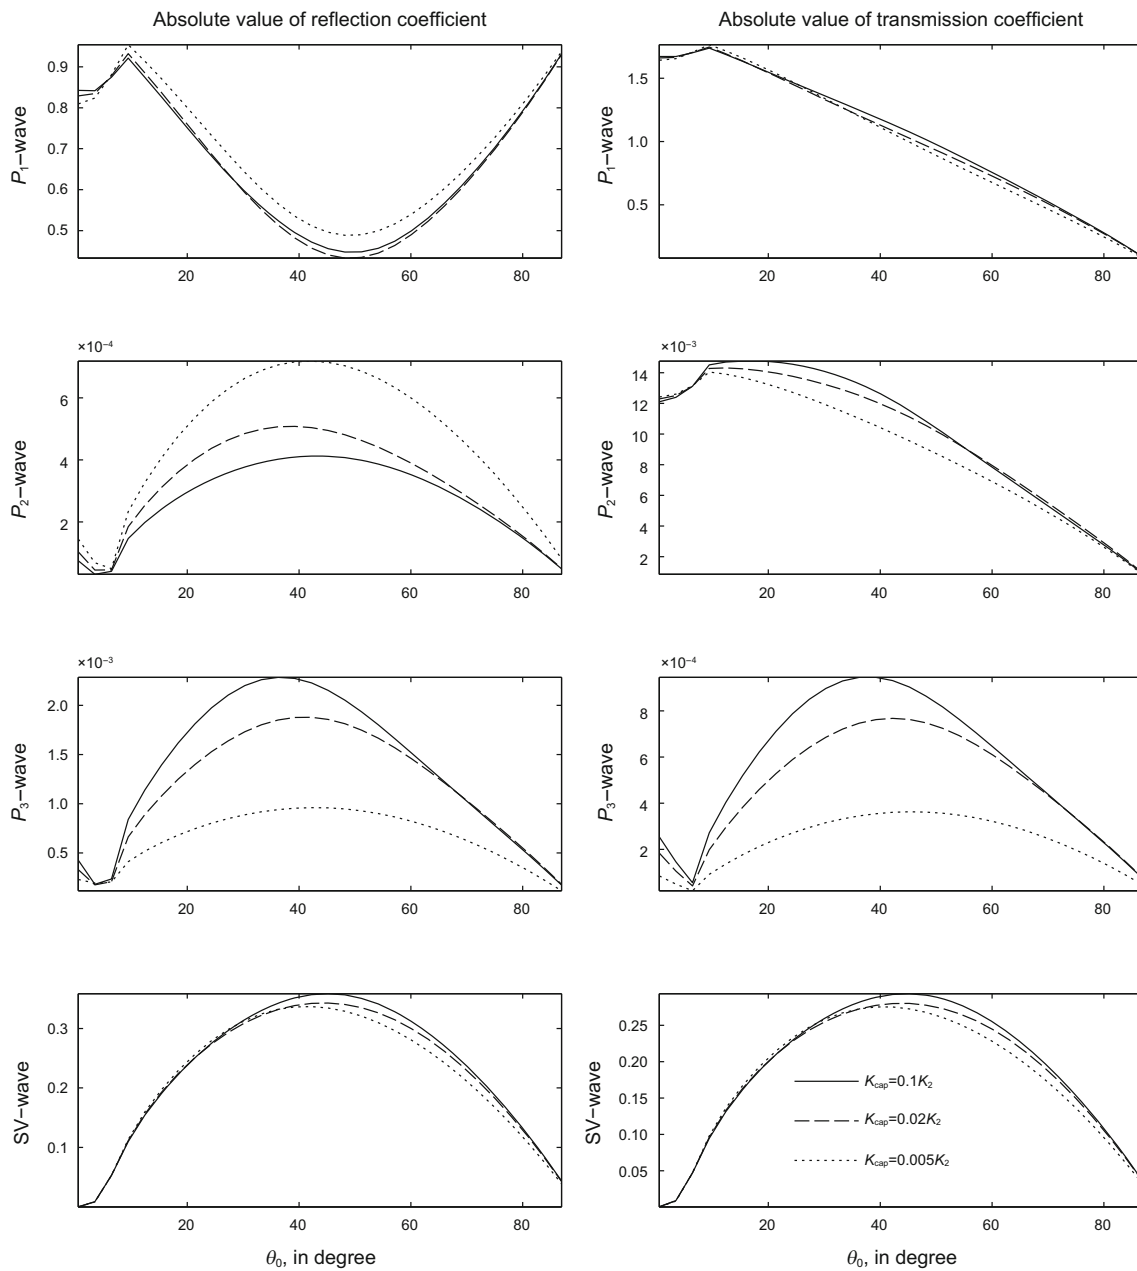 Absolute value of reflection coefficient
Absolute value of transmission coefficient
P₁–wave
0.9
0.8
0.7
0.6
0.5
20 40 60 80
P₁–wave
1.5
1.0
0.5
20 40 60 80
×10⁻⁴
P₂–wave
6
4
2
20 40 60 80
×10⁻³
P₂–wave
14
12
10
8
6
4
2
20 40 60 80
×10⁻³
P₃–wave
2.0
1.5
1.0
0.5
20 40 60 80
×10⁻⁴
P₃–wave
8
6
4
2
20 40 60 80
SV–wave
0.3
0.2
0.1
20 40 60 80
θ₀, in degree
SV–wave
0.25
0.20
0.15
0.10
0.05
K_cap=0.1K₂
K_cap=0.02K₂
K_cap=0.005K₂
20 40 60 80
θ₀, in degree